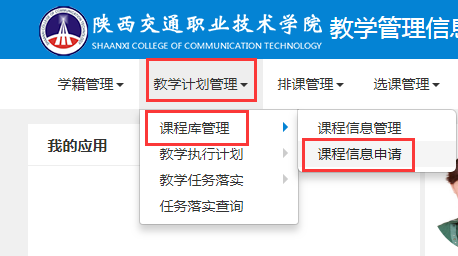 陕西交通职业技术学院
SHAANXI COLLEGE OF COMMUNICATION TECHNOLOGY
教学管理信息
学籍管理 教学计划管理 排课管理 选课管理
课程库管理 课程信息管理
我的应用
教学执行计划 课程信息申请
教学任务落实
任务落实查询